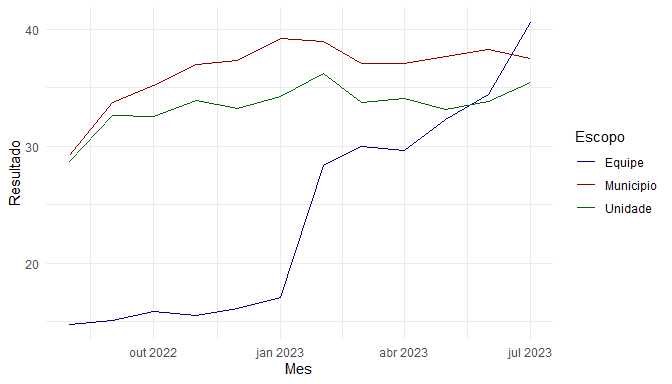 40
30
20
Resultado
out 2022
jan 2023
abr 2023
jul 2023
Mes
Escopo
Equipe
Municipio
Unidade